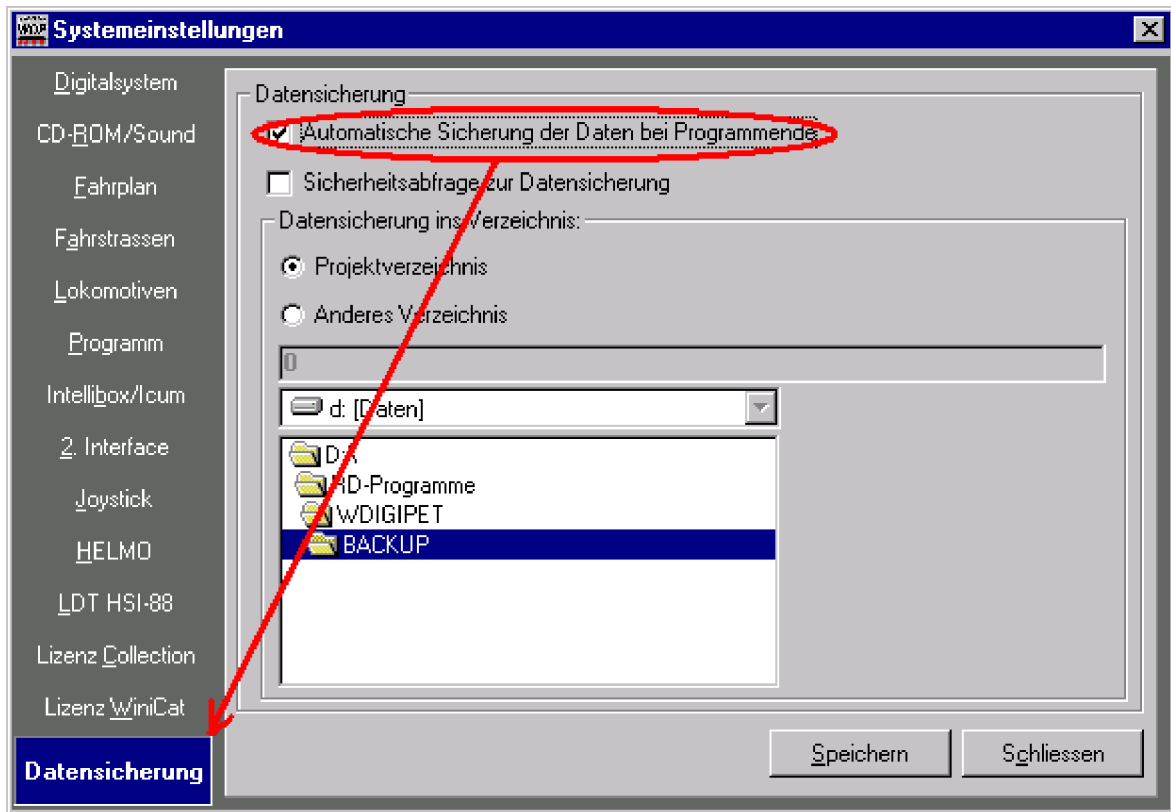 Systemeinstellungen
Digitalsystem
CD-ROM/Sound
Fahrplan
Fahrstrassen
Lokomotiven
Programm
Intellibox/Icum
2. Interface
Joystick
HELMO
LDT HSI-88
Lizenz Collection
Lizenz WiniCat
Datensicherung
Datensicherung
Automatische Sicherung der Daten bei Programmende
Sicherheitsabfrage zur Datensicherung
Datensicherung ins Verzeichnis:
Projektverzeichnis
Anderes Verzeichnis
0
d: [Daten]
D:\
RD-Programme
WDIGIPET
BACKUP
Speichern
Schliessen